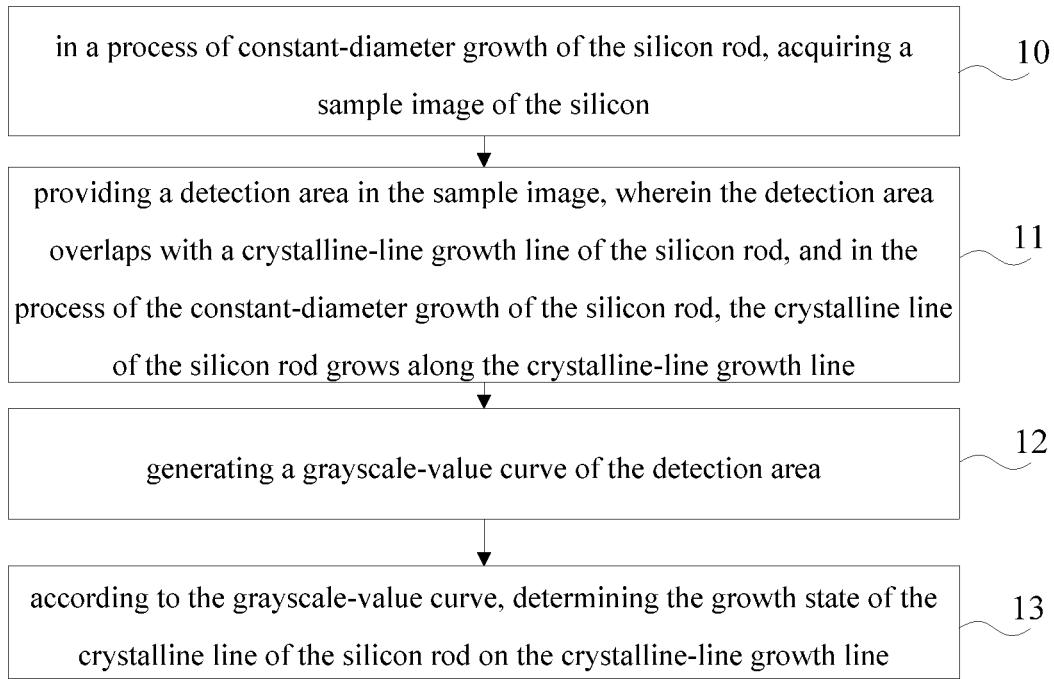 in a process of constant-diameter growth of the silicon rod, acquiring a
sample image of the silicon
10
providing a detection area in the sample image, wherein the detection area
overlaps with a crystalline-line growth line of the silicon rod, and in the
process of the constant-diameter growth of the silicon rod, the crystalline line
of the silicon rod grows along the crystalline-line growth line
11
generating a grayscale-value curve of the detection area
12
according to the grayscale-value curve, determining the growth state of the
crystalline line of the silicon rod on the crystalline-line growth line
13